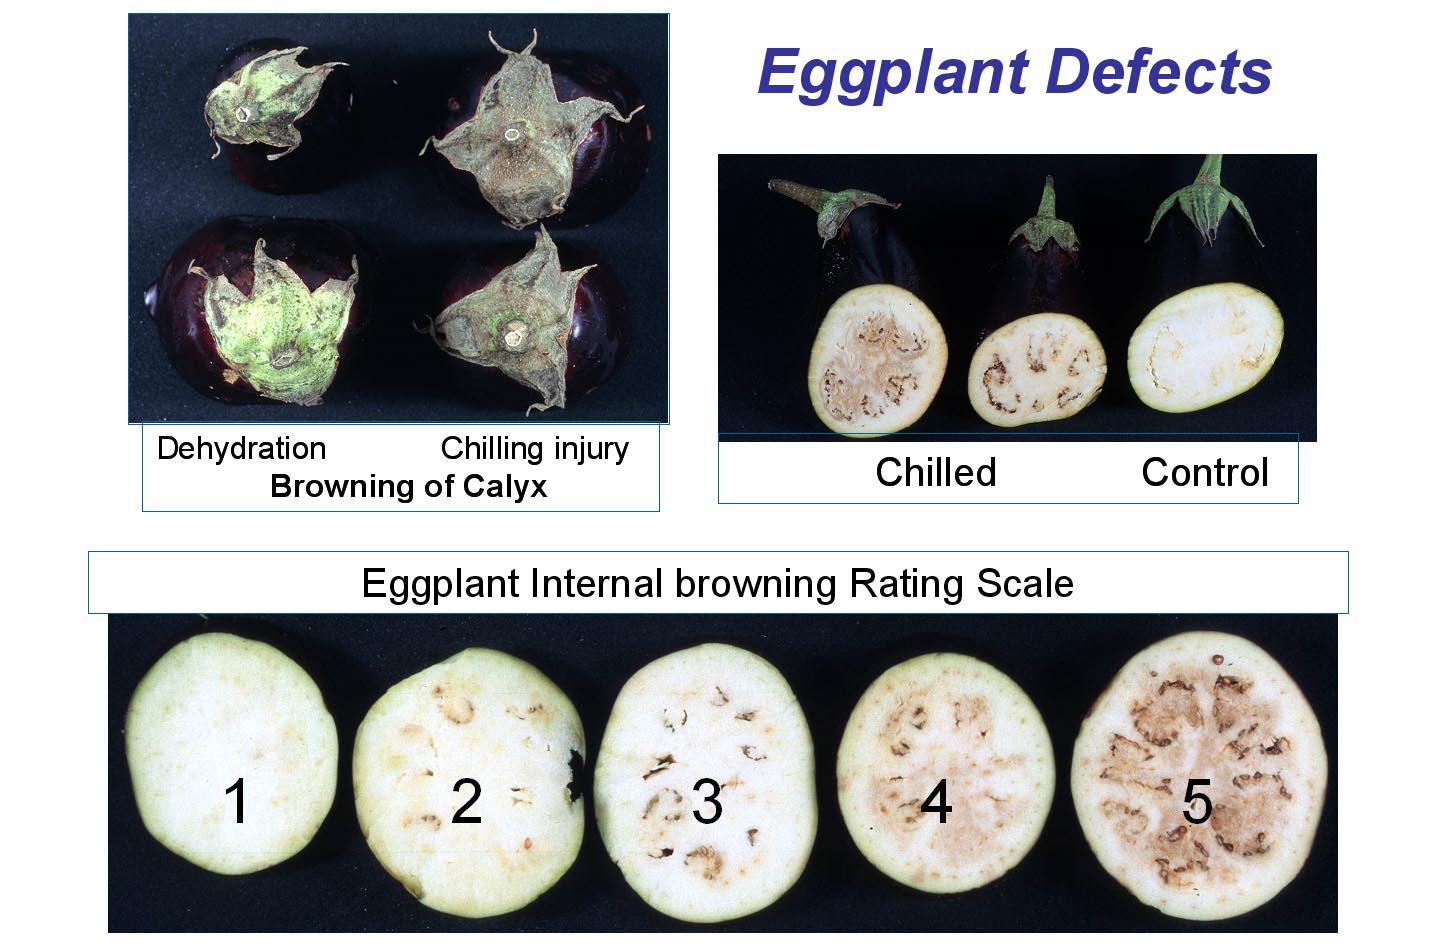 Eggplant Defects
Dehydration Chilling injury
Browning of Calyx
Chilled Control
Eggplant Internal browning Rating Scale
1 2 3 4 5